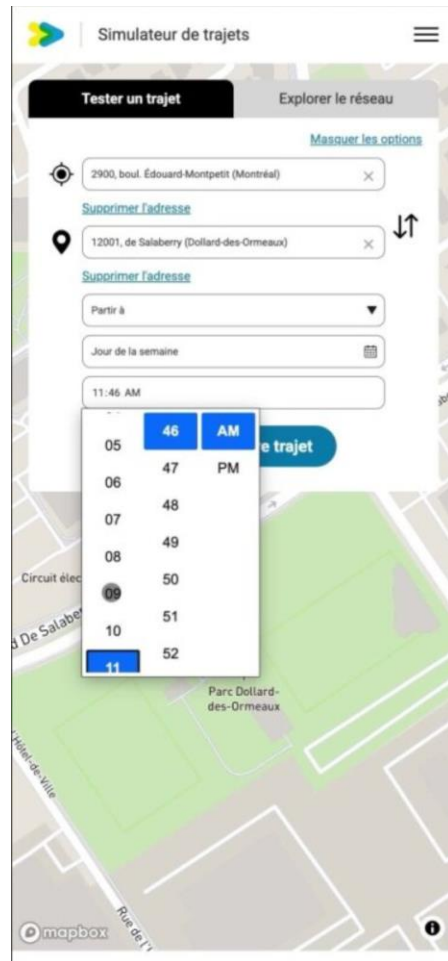 Simulateur de trajets
Tester un trajet
Explorer le réseau
Masquer les options
2900, boul. Édouard-Montpetit (Montréal)
Supprimer l'adresse
12001, de Salaberry (Dollard-des-Ormeaux)
Supprimer l'adresse
Partir à
Jour de la semaine
11:46 AM
e trajet
05
06
07
08
09
10
11
46
47
48
49
50
51
52
AM
PM
Circuit élec
d De Salaber
Parc Dollard-
des-Ormeaux
l'Hôtel-de-Ville
Rue de l'
mapbox